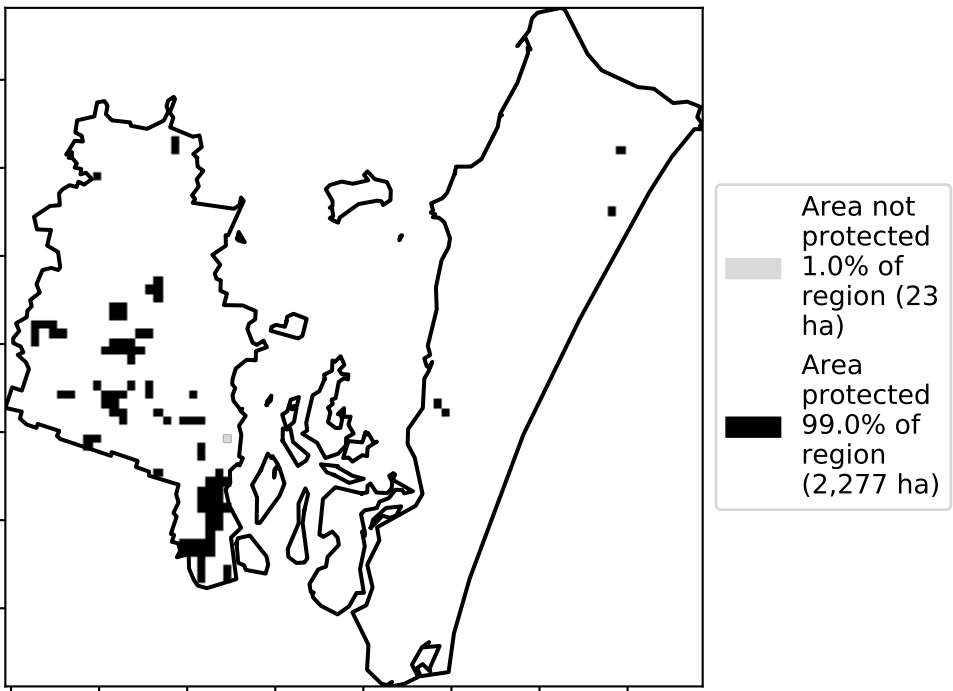 Area not
protected
1.0% of
region (23
ha)
Area
protected
99.0% of
region
(2,277 ha)